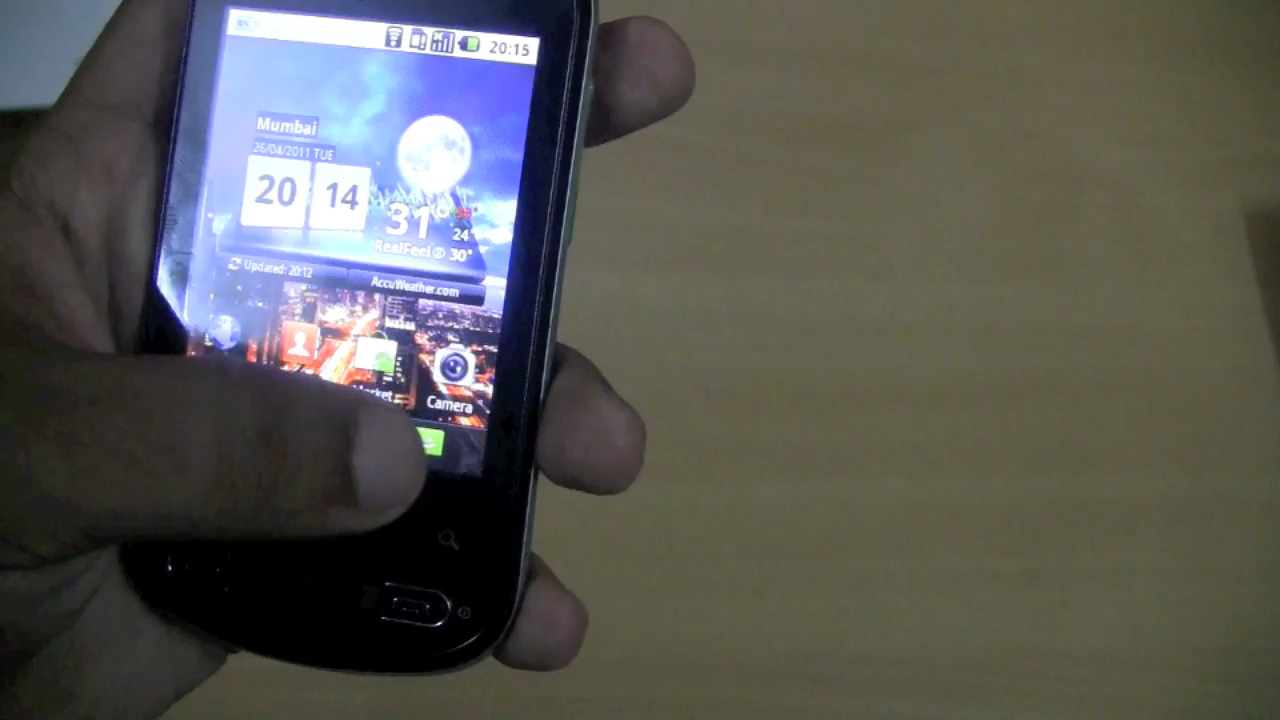 20:15
Mumbai
26/04/2011 TUE
20 14
31°
24°
RealFeel® 30°
Updated: 20:12
AccuWeather.com
Camera